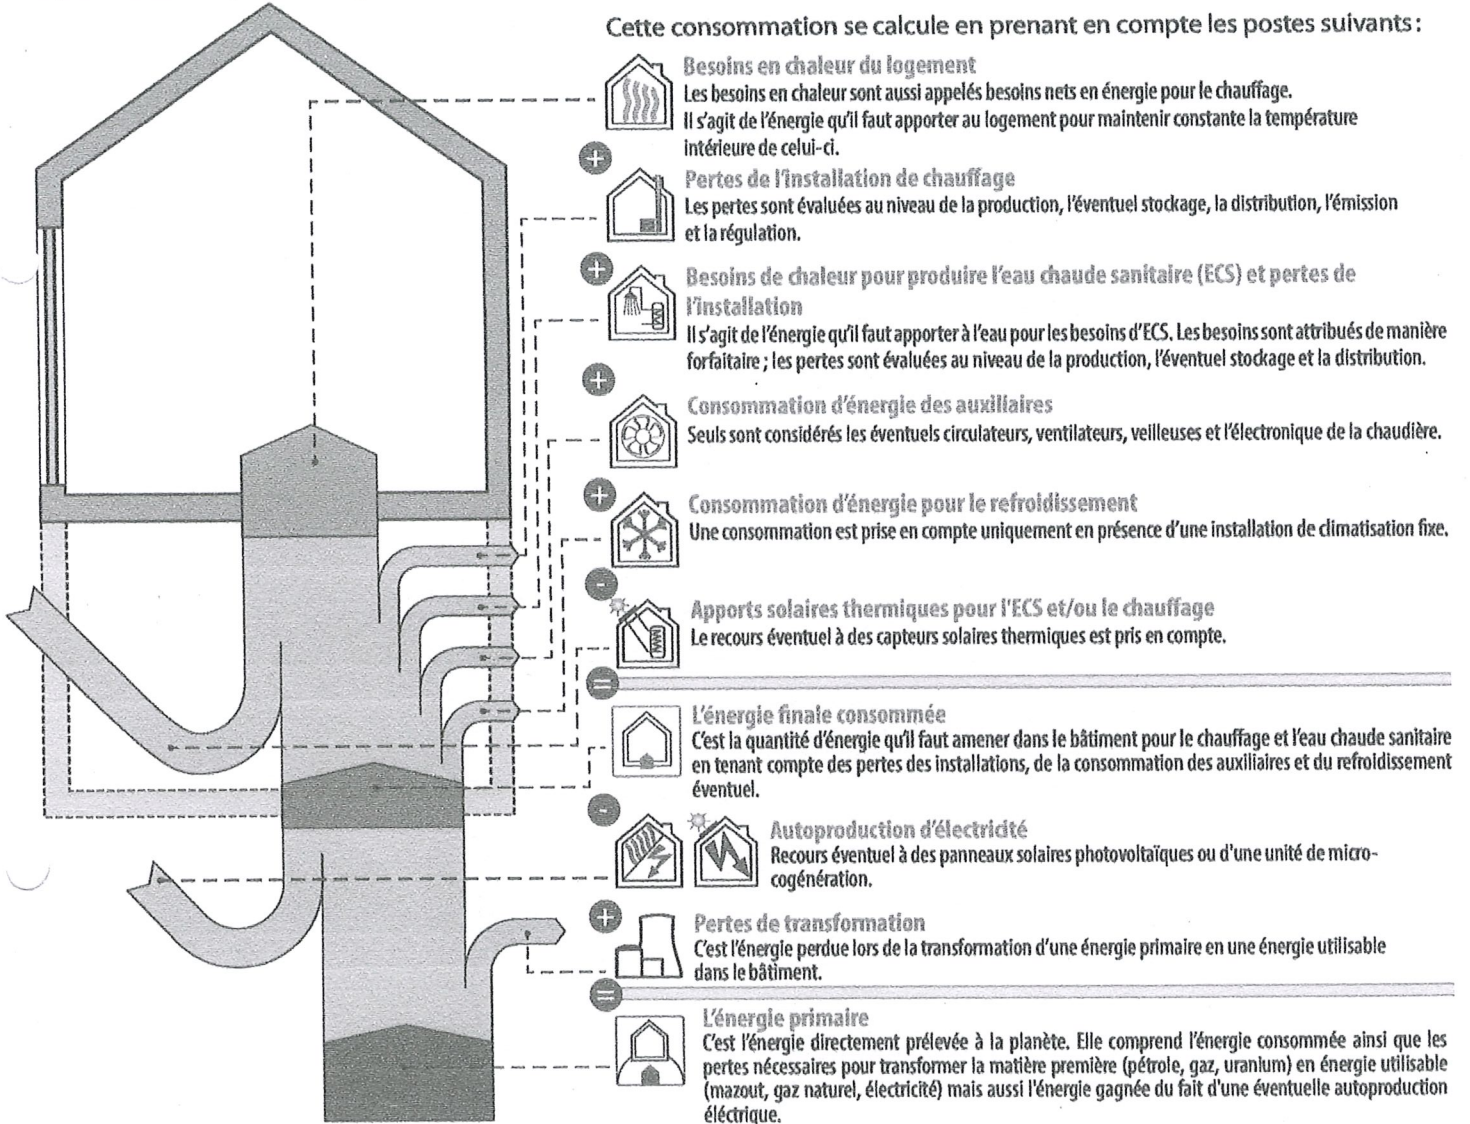 Cette consommation se calcule en prenant en compte les postes suivants :
Besoins en chaleur du logement
Les besoins en chaleur sont aussi appelés besoins nets en énergie pour le chauffage.
Il s'agit de l'énergie qu'il faut apporter au logement pour maintenir constante la température
intérieure de celui-ci.
+
Pertes de l'installation de chauffage
Les pertes sont évaluées au niveau de la production, l'éventuel stockage, la distribution, l'émission
et la régulation.
+
Besoins de chaleur pour produire l'eau chaude sanitaire (ECS) et pertes de
l'installation
Il s'agit de l'énergie qu'il faut apporter à l'eau pour les besoins d'ECS. Les besoins sont attribués de manière
forfaitaire ; les pertes sont évaluées au niveau de la production, l'éventuel stockage et la distribution.
+
Consommation d'énergie des auxiliaires
Seuls sont considérés les éventuels circulateurs, ventilateurs, veilleuses et l'électronique de la chaudière.
+
Consommation d'énergie pour le refroidissement
Une consommation est prise en compte uniquement en présence d'une installation de climatisation fixe.
-
Apports solaires thermiques pour l'ECS et/ou le chauffage
Le recours éventuel à des capteurs solaires thermiques est pris en compte.
=
L'énergie finale consommée
C'est la quantité d'énergie qu'il faut amener dans le bâtiment pour le chauffage et l'eau chaude sanitaire
en tenant compte des pertes des installations, de la consommation des auxiliaires et du refroidissement
éventuel.
-
Autoproduction d'électricité
Recours éventuel à des panneaux solaires photovoltaïques ou d'une unité de micro-
cogénération.
+
Pertes de transformation
C'est l'énergie perdue lors de la transformation d'une énergie primaire en une énergie utilisable
dans le bâtiment.
=
L'énergie primaire
C'est l'énergie directement prélevée à la planète. Elle comprend l'énergie consommée ainsi que les
pertes nécessaires pour transformer la matière première (pétrole, gaz, uranium) en énergie utilisable
(mazout, gaz naturel, électricité) mais aussi l'énergie gagnée du fait d'une éventuelle autoproduction
éléctrique.